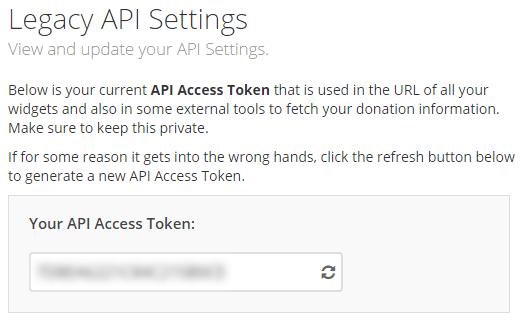 Legacy API Settings
View and update your API Settings.
Below is your current API Access Token that is used in the URL of all your
widgets and also in some external tools to fetch your donation information.
Make sure to keep this private.
If for some reason it gets into the wrong hands, click the refresh button below
to generate a new API Access Token.
Your API Access Token: